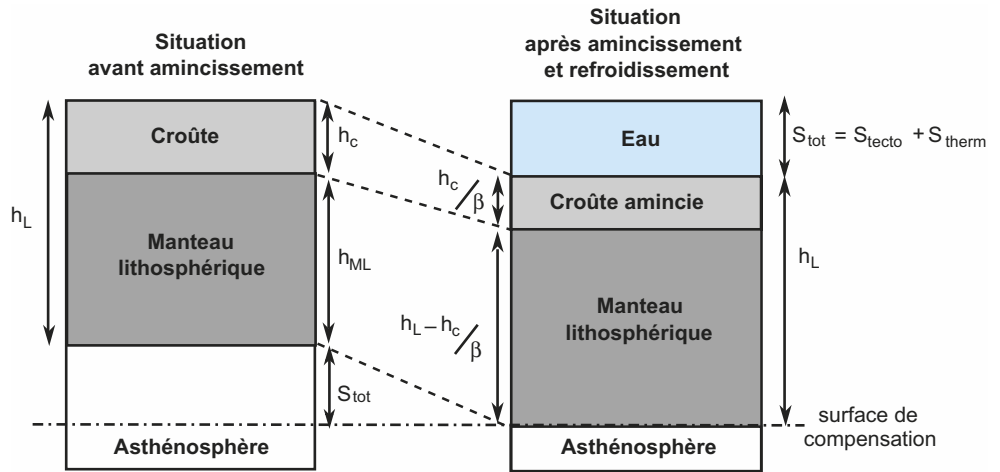 Situation
avant amincissement
Situation
après amincissement
et refroidissement
Croûte
h_c
h_L
Manteau
lithosphérique
h_ML
S_tot
Asthénosphère
Eau
S_tot = S_tecto + S_therm
h_c/β
Croûte amincie
h_L – h_c/β
Manteau
lithosphérique
h_L
Asthénosphère
surface de
compensation